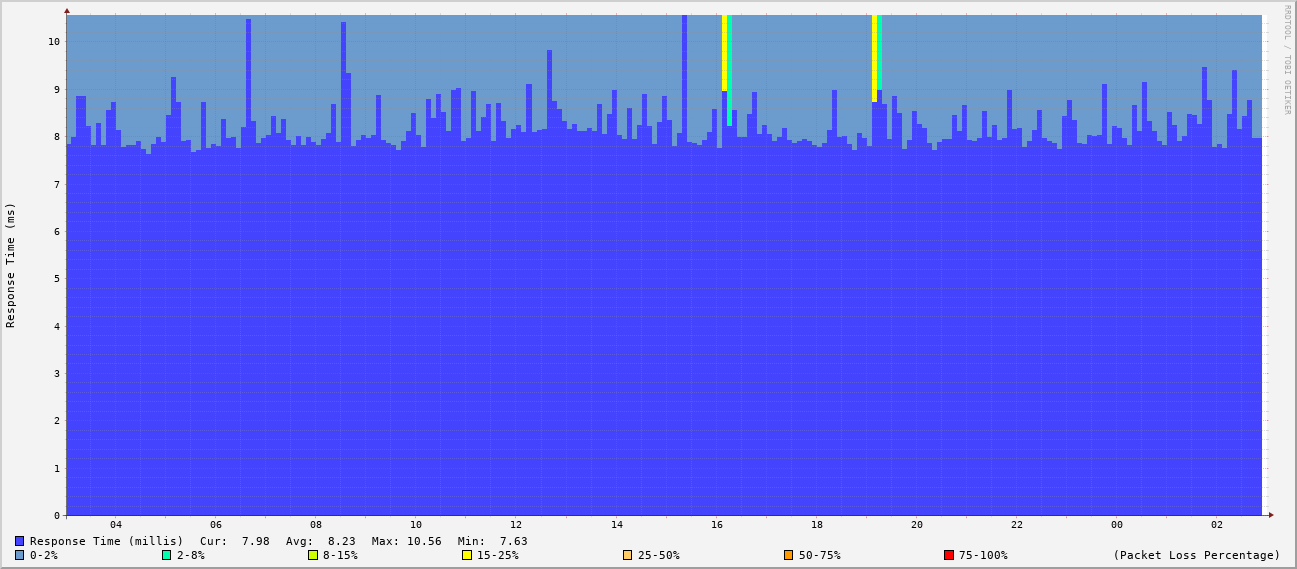 RRDTOOL / TOBI OETIKER
10
9
8
7
6
5
4
3
2
1
0
Response Time (ms)
04 06 08 10 12 14 16 18 20 22 00 02
Response Time (millis) Cur: 7.98 Avg: 8.23 Max: 10.56 Min: 7.63
0-2% 2-8% 8-15% 15-25% 25-50% 50-75% 75-100% (Packet Loss Percentage)